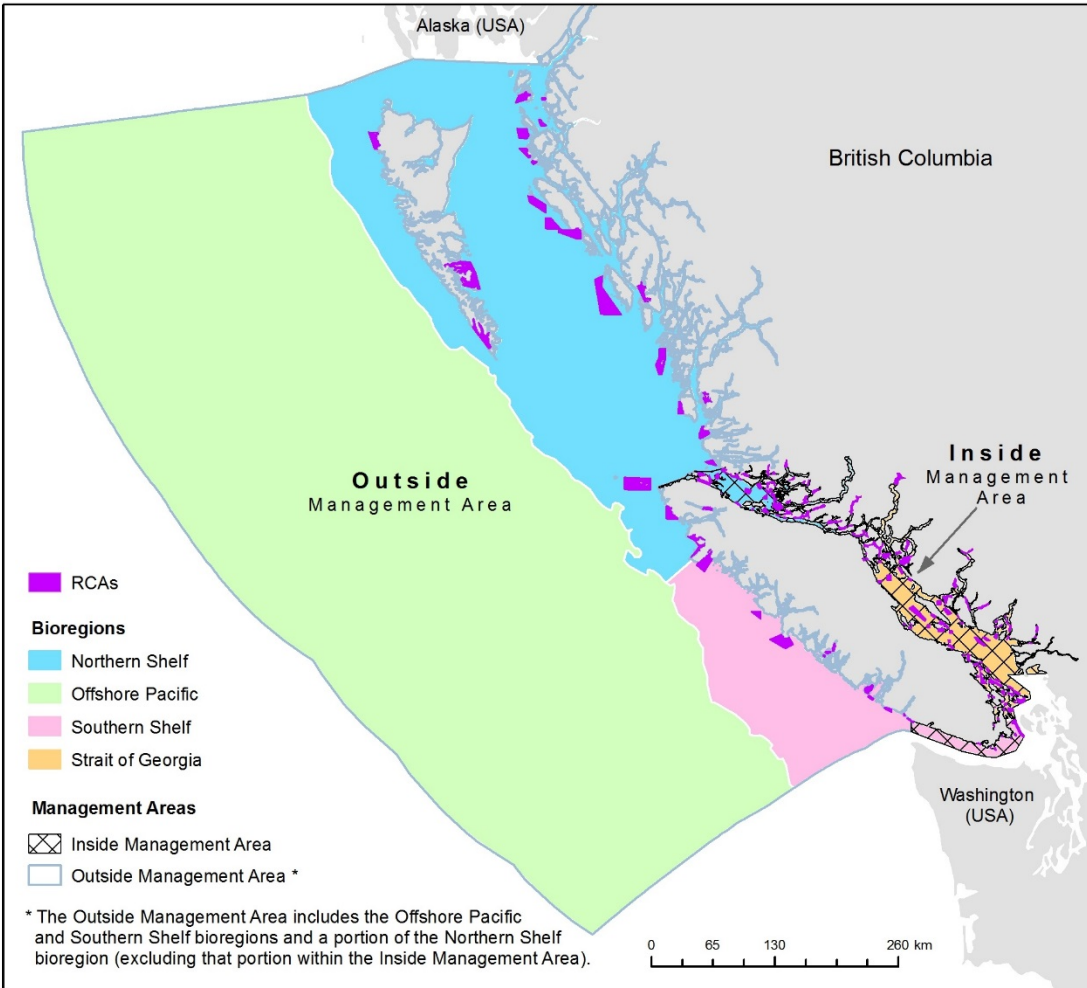 Alaska (USA)
British Columbia
Outside
Management Area
Inside
Management
Area
Washington
(USA)
RCAs
Bioregions
Northern Shelf
Offshore Pacific
Southern Shelf
Strait of Georgia
Management Areas
Inside Management Area
Outside Management Area *
* The Outside Management Area includes the Offshore Pacific
and Southern Shelf bioregions and a portion of the Northern Shelf
bioregion (excluding that portion within the Inside Management Area).
0 65 130 260 km